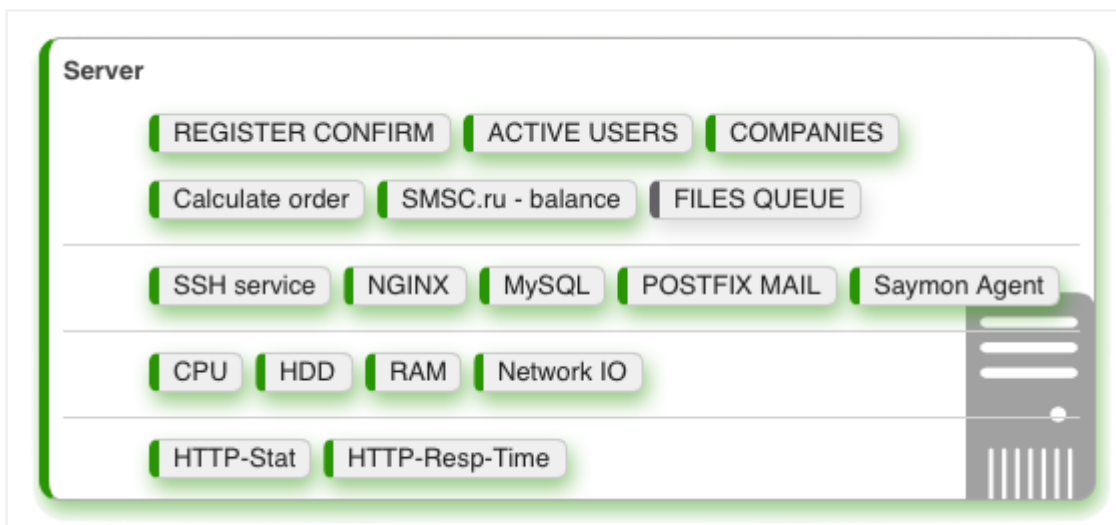 Server
REGISTER CONFIRM ACTIVE USERS COMPANIES
Calculate order SMSC.ru - balance FILES QUEUE
SSH service NGINX MySQL POSTFIX MAIL Saymon Agent
CPU HDD RAM Network IO
HTTP-Stat HTTP-Resp-Time